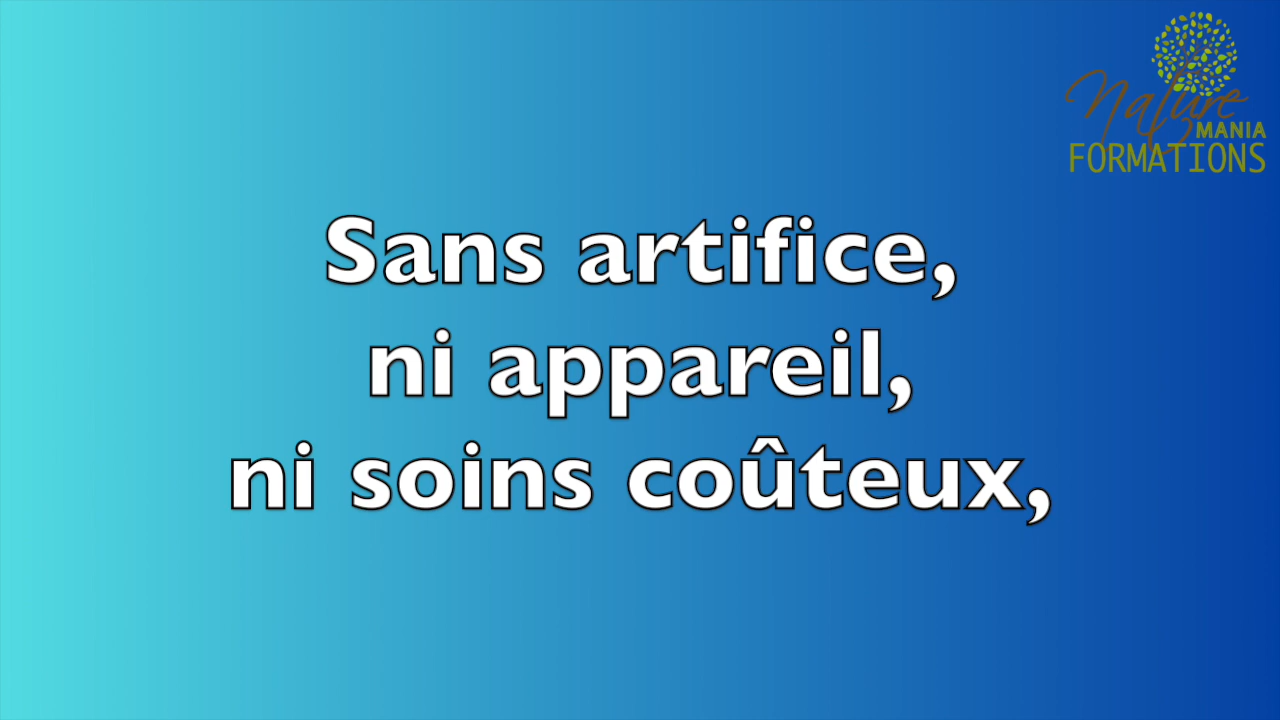 Nature
MANIA
FORMATIONS
Sans artifice,
ni appareil,
ni soins coûteux,